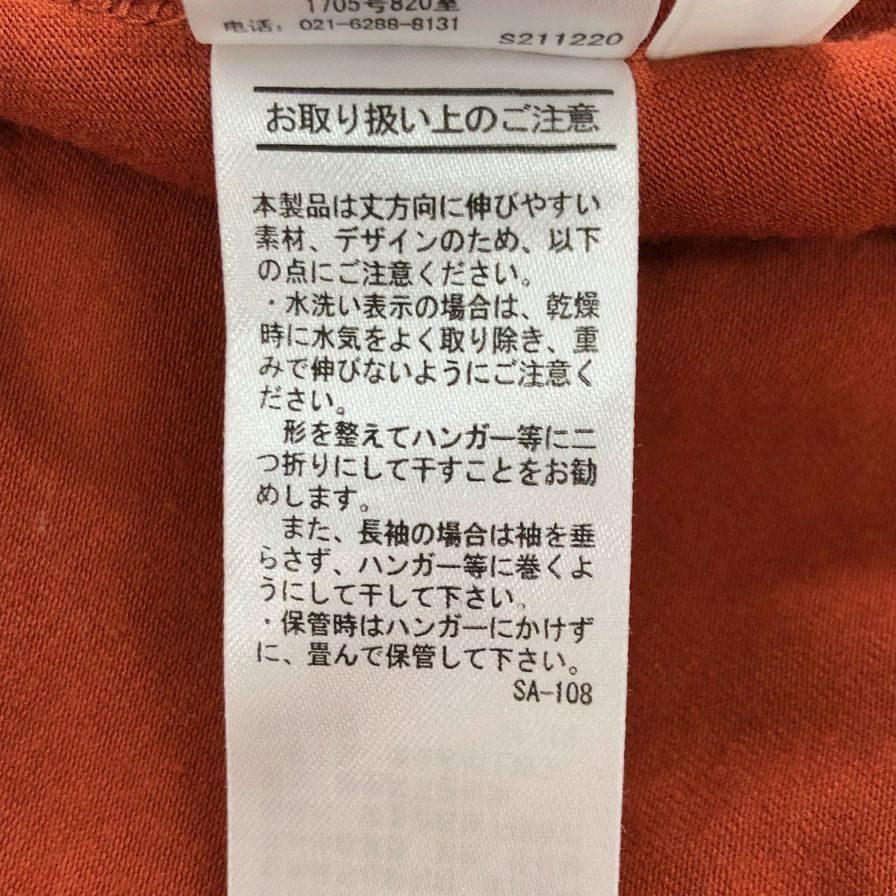 1705号820室
电话: 021-6288-8131
S211220
お取り扱い上のご注意
本製品は丈方向に伸びやすい
素材、デザインのため、以下
の点にご注意ください。
・水洗い表示の場合は、乾燥
時に水気をよく取り除き、重
みで伸びないようにご注意く
ださい。
　形を整えてハンガー等に二
つ折りにして干すことをお勧
めします。
　また、長袖の場合は袖を垂
らさず、ハンガー等に巻くよ
うにして干して下さい。
・保管時はハンガーにかけず
に、畳んで保管して下さい。
SA-108